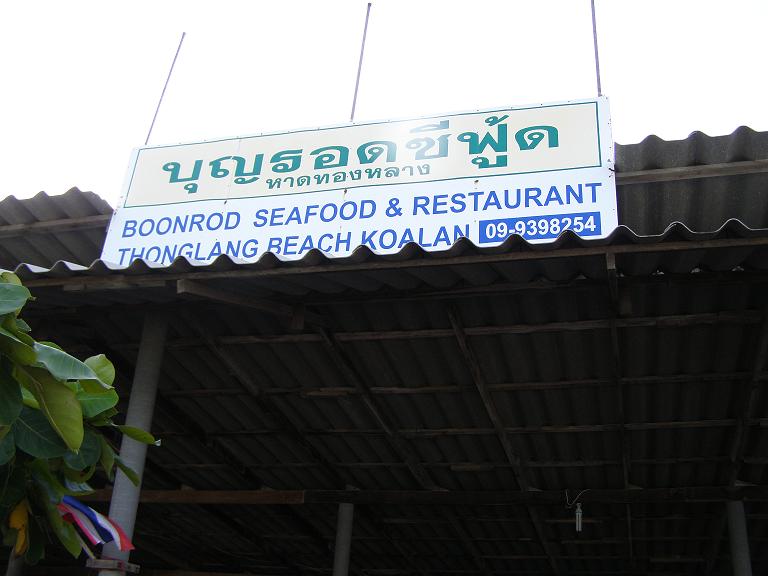 บุญรอดซีฟู้ด
หาดทองหลาง
BOONROD SEAFOOD & RESTAURANT
THONGLANG BEACH KOALAN 09-9398254